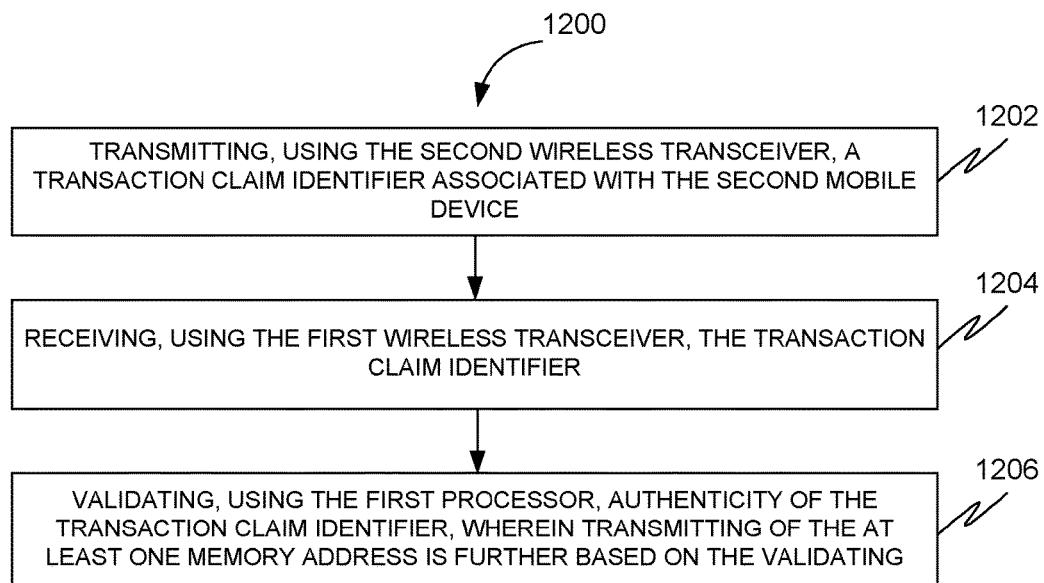 1200
1202
TRANSMITTING, USING THE SECOND WIRELESS TRANSCEIVER, A
TRANSACTION CLAIM IDENTIFIER ASSOCIATED WITH THE SECOND MOBILE
DEVICE
1204
RECEIVING, USING THE FIRST WIRELESS TRANSCEIVER, THE TRANSACTION
CLAIM IDENTIFIER
1206
VALIDATING, USING THE FIRST PROCESSOR, AUTHENTICITY OF THE
TRANSACTION CLAIM IDENTIFIER, WHEREIN TRANSMITTING OF THE AT
LEAST ONE MEMORY ADDRESS IS FURTHER BASED ON THE VALIDATING